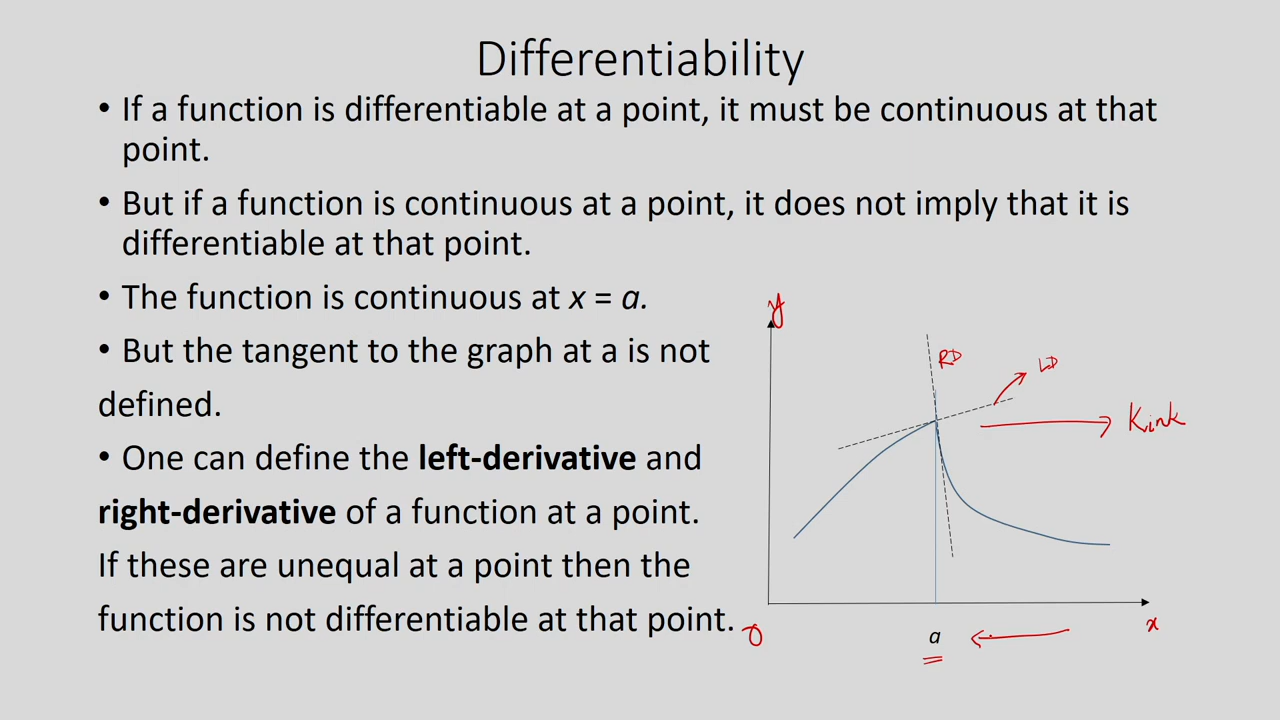 Differentiability
• If a function is differentiable at a point, it must be continuous at that
point.
• But if a function is continuous at a point, it does not imply that it is
differentiable at that point.
• The function is continuous at x = a.
• But the tangent to the graph at a is not
defined.
• One can define the left-derivative and
right-derivative of a function at a point.
If these are unequal at a point then the
function is not differentiable at that point.
y
RD
LD
Kink
O
a
x